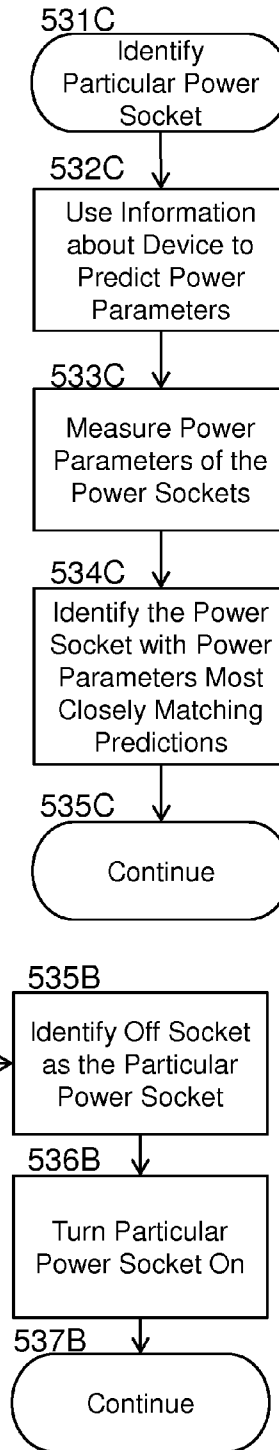 531C
Identify
Particular Power
Socket
532C
Use Information
about Device to
Predict Power
Parameters
533C
Measure Power
Parameters of the
Power Sockets
534C
Identify the Power
Socket with Power
Parameters Most
Closely Matching
Predictions
535C
Continue
535B
Identify Off Socket
as the Particular
Power Socket
536B
Turn Particular
Power Socket On
537B
Continue